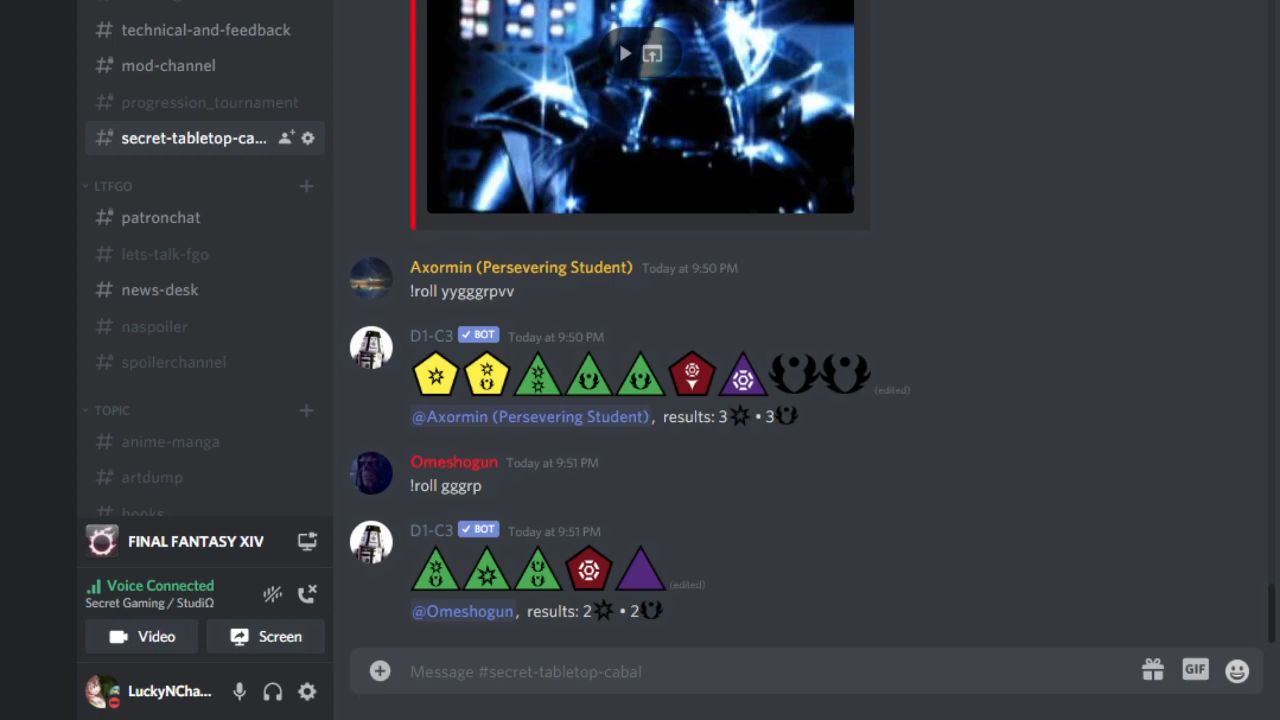 technical-and-feedback
mod-channel
progression_tournament
secret-tabletop-ca...
LTFGO
patronchat
lets-talk-fgo
news-desk
naspoiler
spoilerchannel
TOPIC
anime-manga
artdump
books
FINAL FANTASY XIV
Voice Connected
Secret Gaming / StudiΩ
Video
Screen
LuckyNCha...
Axormin (Persevering Student) Today at 9:50 PM
!roll yygggrpvv
D1-C3 ✓ BOT Today at 9:50 PM
(edited)
@Axormin (Persevering Student), results: 3 • 3
Omeshogun Today at 9:51 PM
!roll gggrp
D1-C3 ✓ BOT Today at 9:51 PM
(edited)
@Omeshogun, results: 2 • 2
Message #secret-tabletop-cabal
GIF